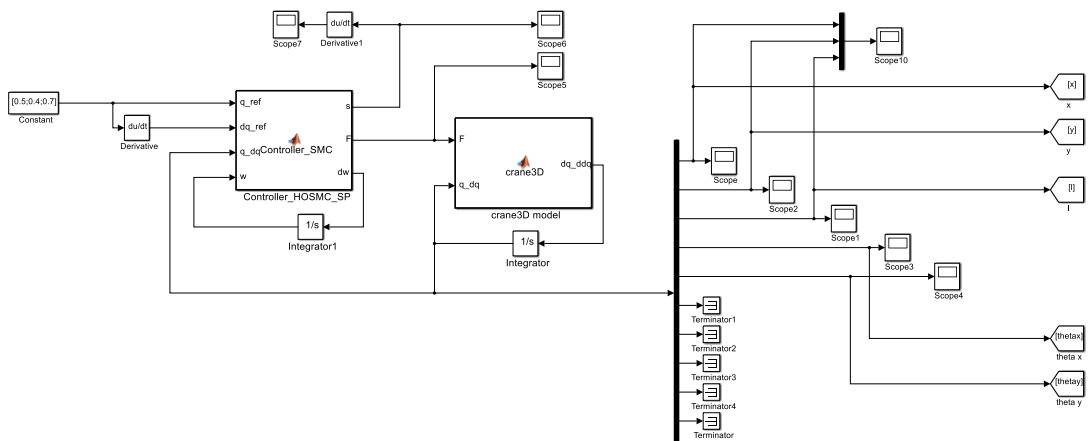 du/dt
Scope7
Derivative1
Scope6
Scope10
Scope5
[0.5;0.4;0.7]
Constant
q_ref
s
[x]
x
du/dt
Derivative
dq_ref
F
F
[y]
y
Controller_SMC
q_dq
w
dw
Controller_HOSMC_SP
crane3D
dq_ddq
q_dq
crane3D model
Scope
Scope2
[l]
l
1/s
Integrator1
Scope1
1/s
Integrator
Scope3
Scope4
Terminator1
Terminator2
Terminator3
Terminator4
Terminator
[thetax]
theta x
[thetay]
theta y